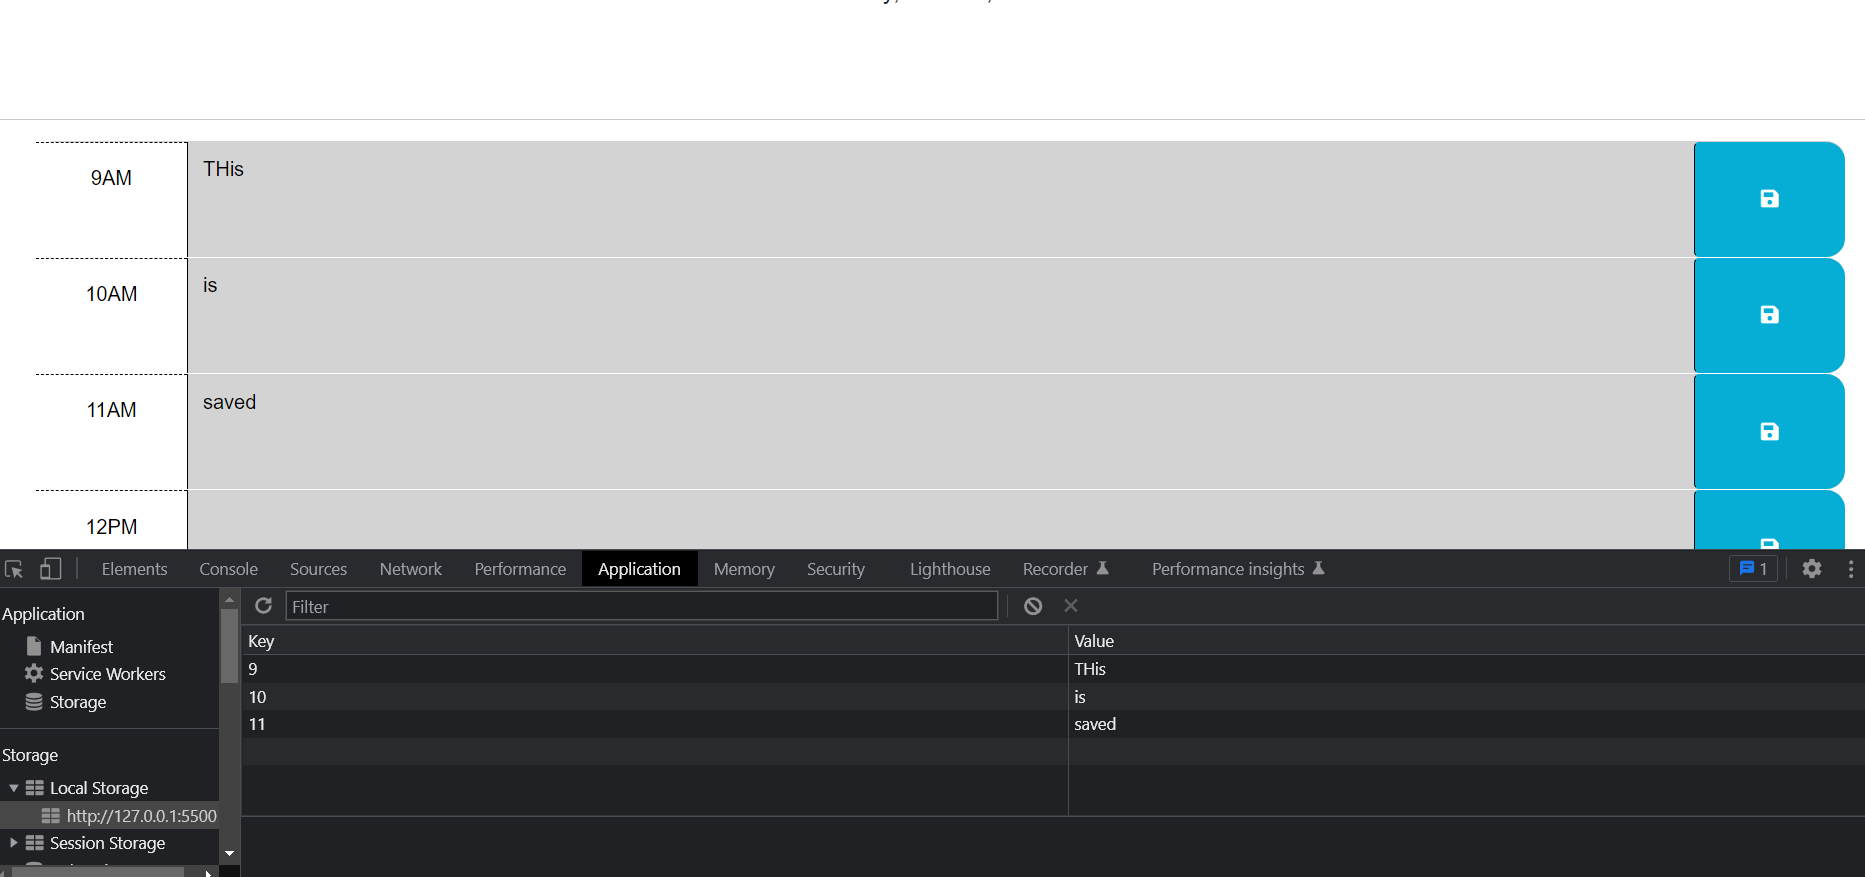 9AM THis
10AM is
11AM saved
12PM
Elements Console Sources Network Performance Application Memory Security Lighthouse Recorder Performance insights 1
Application
Manifest
Service Workers
Storage
Storage
Local Storage
http://127.0.0.1:5500
Session Storage
Filter
Key Value
9 THis
10 is
11 saved